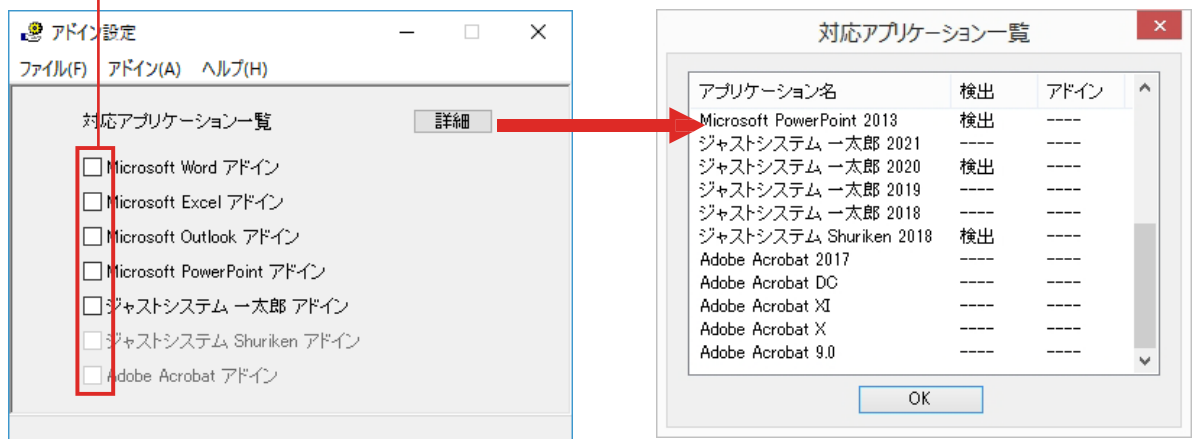 アドイン設定
ファイル(F) アドイン(A) ヘルプ(H)
対応アプリケーション一覧 詳細
Microsoft Word アドイン
Microsoft Excel アドイン
Microsoft Outlook アドイン
Microsoft PowerPoint アドイン
ジャストシステム 一太郎 アドイン
ジャストシステム Shuriken アドイン
Adobe Acrobat アドイン
対応アプリケーション一覧
アプリケーション名 検出 アドイン
Microsoft PowerPoint 2013 検出 ----
ジャストシステム 一太郎 2021 ---- ----
ジャストシステム 一太郎 2020 検出 ----
ジャストシステム 一太郎 2019 ---- ----
ジャストシステム 一太郎 2018 ---- ----
ジャストシステム Shuriken 2018 検出 ----
Adobe Acrobat 2017 ---- ----
Adobe Acrobat DC ---- ----
Adobe Acrobat XI ---- ----
Adobe Acrobat X ---- ----
Adobe Acrobat 9.0 ---- ----
OK